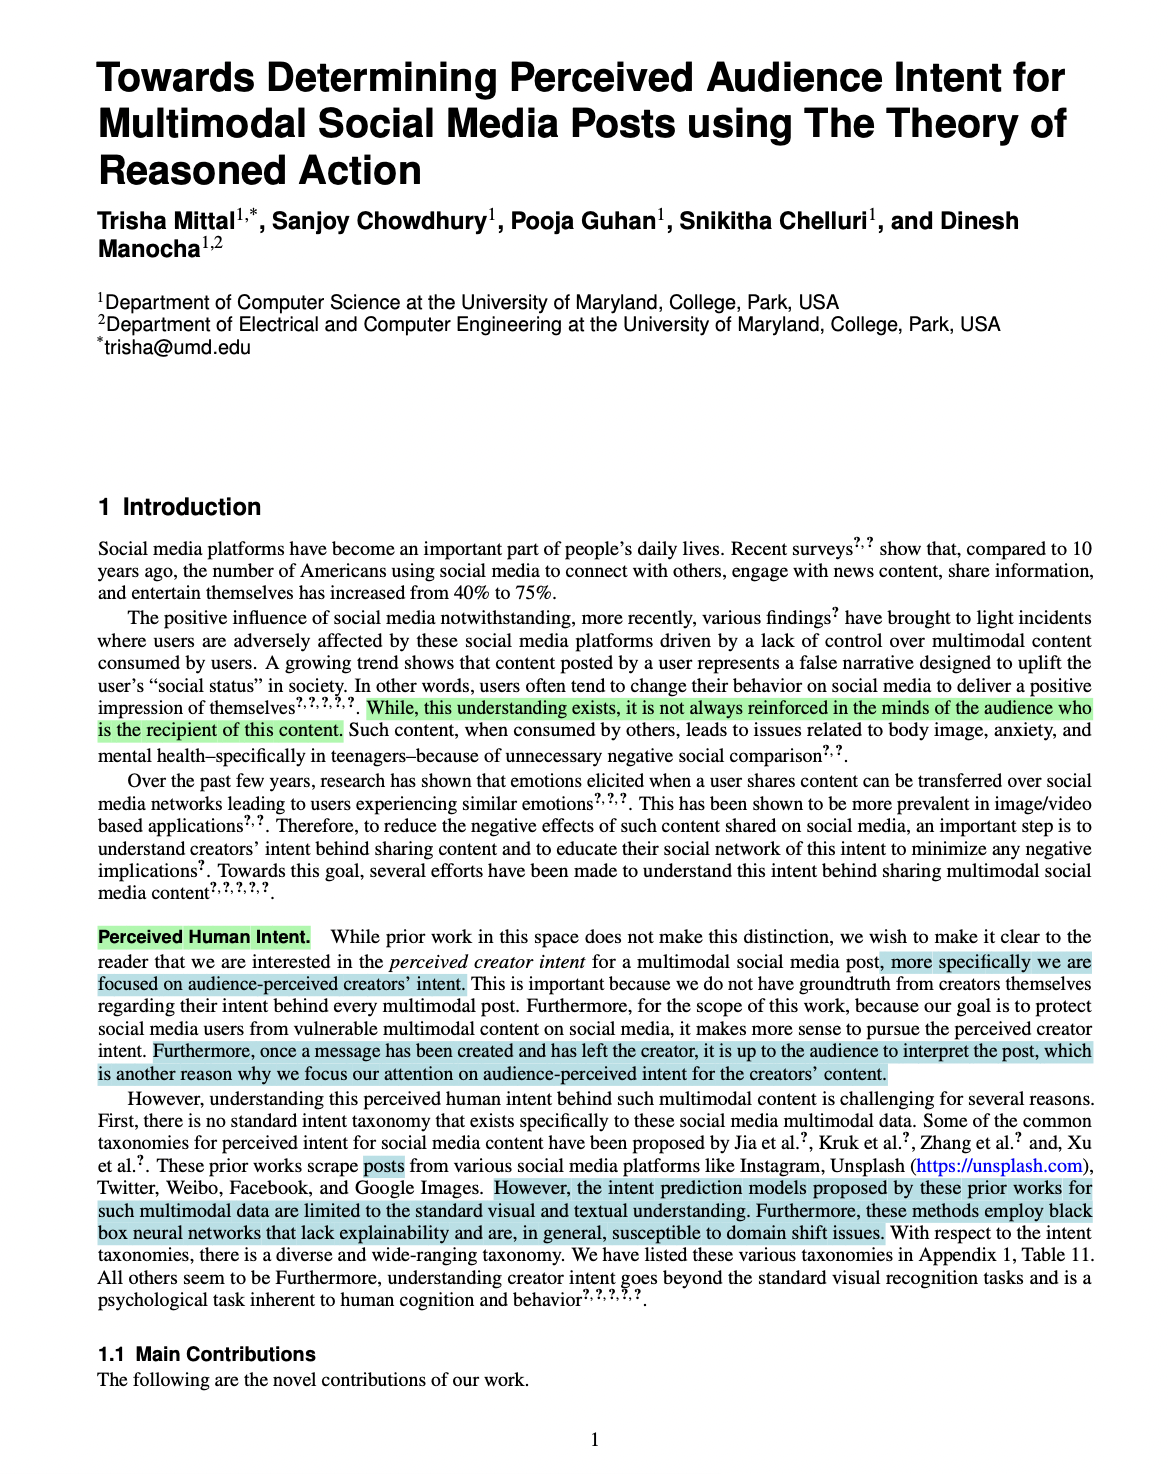 Towards Determining Perceived Audience Intent for
Multimodal Social Media Posts using The Theory of
Reasoned Action
Trisha Mittal1,*, Sanjoy Chowdhury1, Pooja Guhan1, Snikitha Chelluri1, and Dinesh
Manocha1,2
1Department of Computer Science at the University of Maryland, College, Park, USA
2Department of Electrical and Computer Engineering at the University of Maryland, College, Park, USA
*trisha@umd.edu
1 Introduction
Social media platforms have become an important part of people's daily lives. Recent surveys?,? show that, compared to 10
years ago, the number of Americans using social media to connect with others, engage with news content, share information,
and entertain themselves has increased from 40% to 75%.
The positive influence of social media notwithstanding, more recently, various findings? have brought to light incidents
where users are adversely affected by these social media platforms driven by a lack of control over multimodal content
consumed by users. A growing trend shows that content posted by a user represents a false narrative designed to uplift the
user's “social status” in society. In other words, users often tend to change their behavior on social media to deliver a positive
impression of themselves?,?,?,?,?. While, this understanding exists, it is not always reinforced in the minds of the audience who
is the recipient of this content. Such content, when consumed by others, leads to issues related to body image, anxiety, and
mental health–specifically in teenagers–because of unnecessary negative social comparison?,?.
Over the past few years, research has shown that emotions elicited when a user shares content can be transferred over social
media networks leading to users experiencing similar emotions?,?,?. This has been shown to be more prevalent in image/video
based applications?,?. Therefore, to reduce the negative effects of such content shared on social media, an important step is to
understand creators' intent behind sharing content and to educate their social network of this intent to minimize any negative
implications?. Towards this goal, several efforts have been made to understand this intent behind sharing multimodal social
media content?,?,?,?,?.
Perceived Human Intent. While prior work in this space does not make this distinction, we wish to make it clear to the
reader that we are interested in the perceived creator intent for a multimodal social media post, more specifically we are
focused on audience-perceived creators' intent. This is important because we do not have groundtruth from creators themselves
regarding their intent behind every multimodal post. Furthermore, for the scope of this work, because our goal is to protect
social media users from vulnerable multimodal content on social media, it makes more sense to pursue the perceived creator
intent. Furthermore, once a message has been created and has left the creator, it is up to the audience to interpret the post, which
is another reason why we focus our attention on audience-perceived intent for the creators' content.
However, understanding this perceived human intent behind such multimodal content is challenging for several reasons.
First, there is no standard intent taxonomy that exists specifically to these social media multimodal data. Some of the common
taxonomies for perceived intent for social media content have been proposed by Jia et al.?, Kruk et al.?, Zhang et al.? and, Xu
et al.?. These prior works scrape posts from various social media platforms like Instagram, Unsplash (https://unsplash.com),
Twitter, Weibo, Facebook, and Google Images. However, the intent prediction models proposed by these prior works for
such multimodal data are limited to the standard visual and textual understanding. Furthermore, these methods employ black
box neural networks that lack explainability and are, in general, susceptible to domain shift issues. With respect to the intent
taxonomies, there is a diverse and wide-ranging taxonomy. We have listed these various taxonomies in Appendix 1, Table 11.
All others seem to be Furthermore, understanding creator intent goes beyond the standard visual recognition tasks and is a
psychological task inherent to human cognition and behavior?,?,?,?,?.
1.1 Main Contributions
The following are the novel contributions of our work.
1